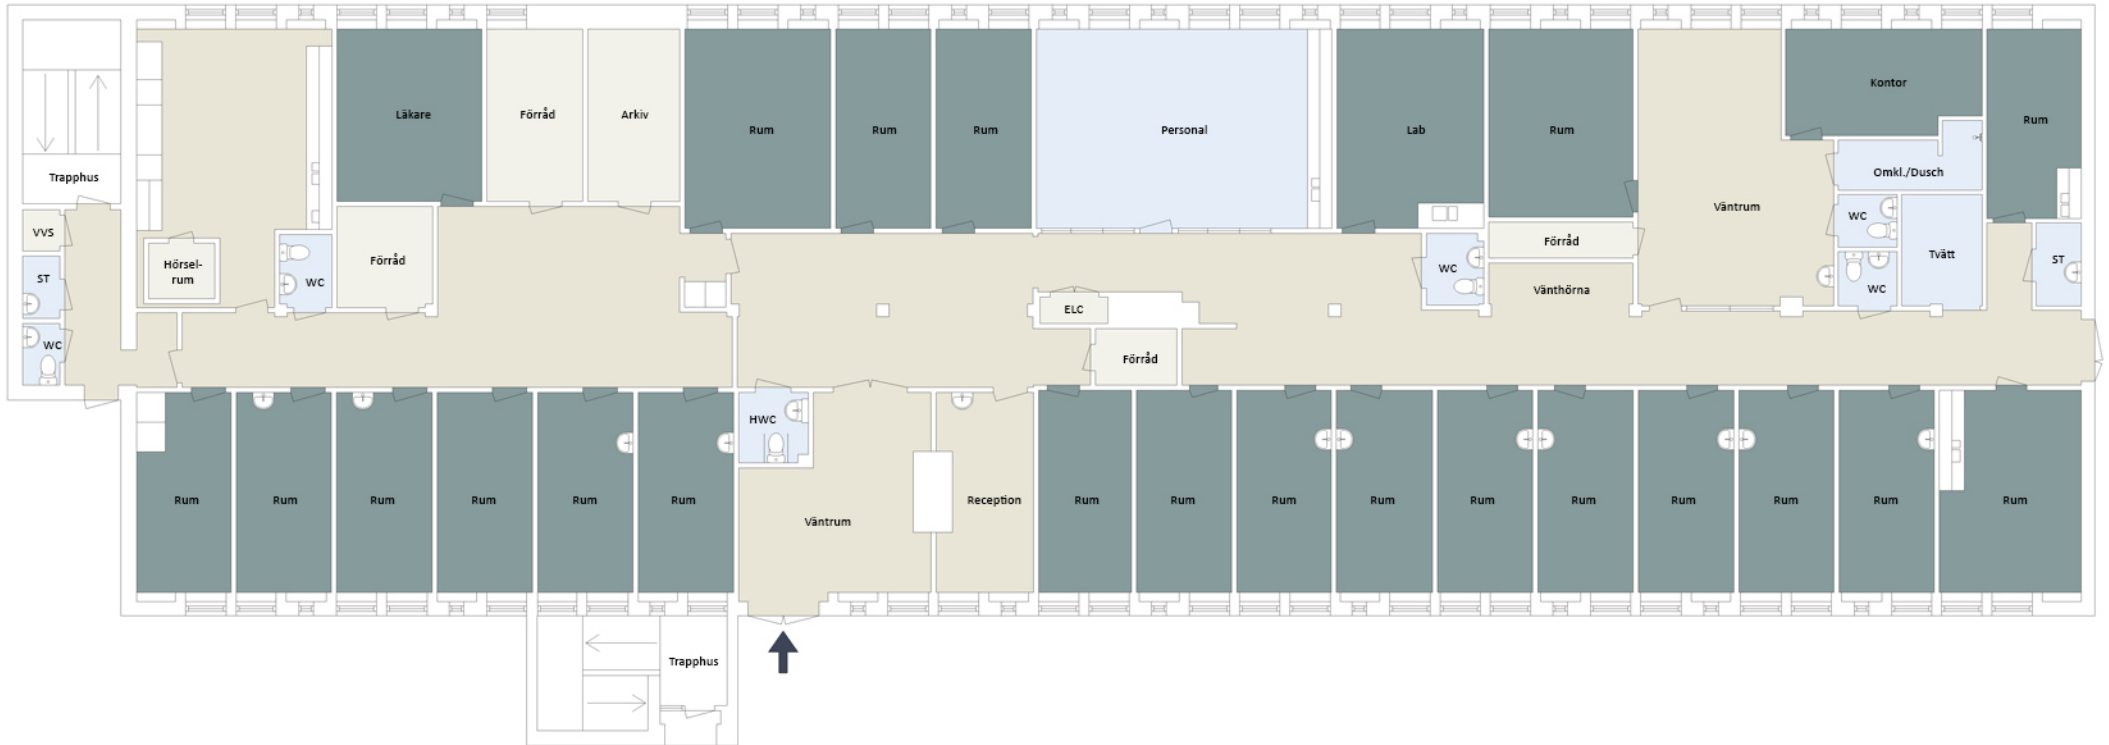 Kontor
Läkare
Förråd
Arkiv
Rum
Rum
Rum
Personal
Lab
Rum
Rum
Omkl./Dusch
Trapphus
Väntrum
WC
VVS
Förråd
Tvätt
Hörsel-
rum
Förråd
ST
WC
WC
ST
WC
Vänthörna
ELC
WC
Förråd
HWC
Rum
Rum
Rum
Rum
Rum
Rum
Väntrum
Reception
Rum
Rum
Rum
Rum
Rum
Rum
Rum
Rum
Rum
Rum
Trapphus